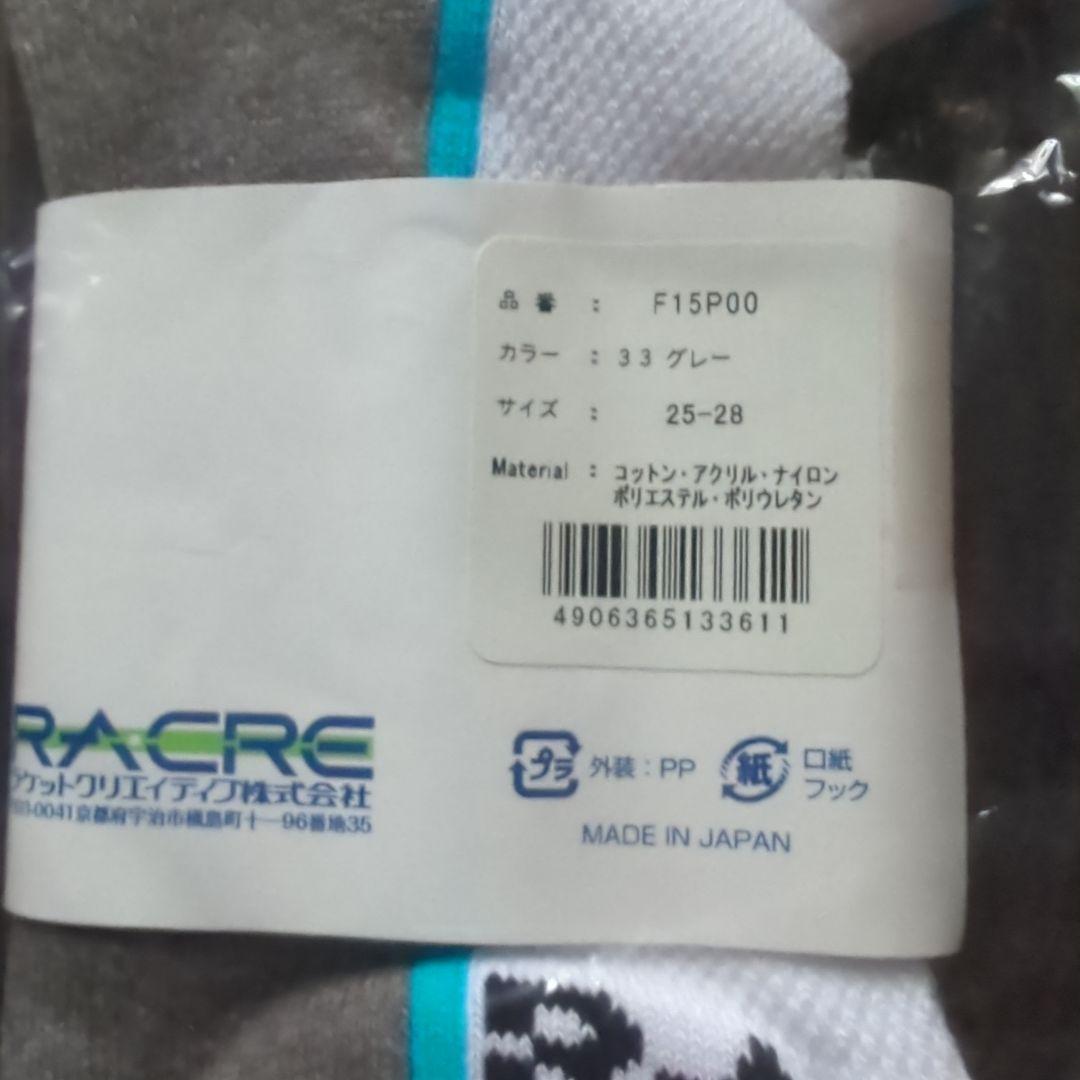 品番 : F15P00
カラー : 33 グレー
サイズ : 25-28
Material : コットン・アクリル・ナイロン
ポリエステル・ポリウレタン
4906365133611
RACRE
ケットクリエイティブ株式会社
-0041京都府宇治市槇島町十一96番地35
プラ 外装:PP 紙 口紙
フック
MADE IN JAPAN